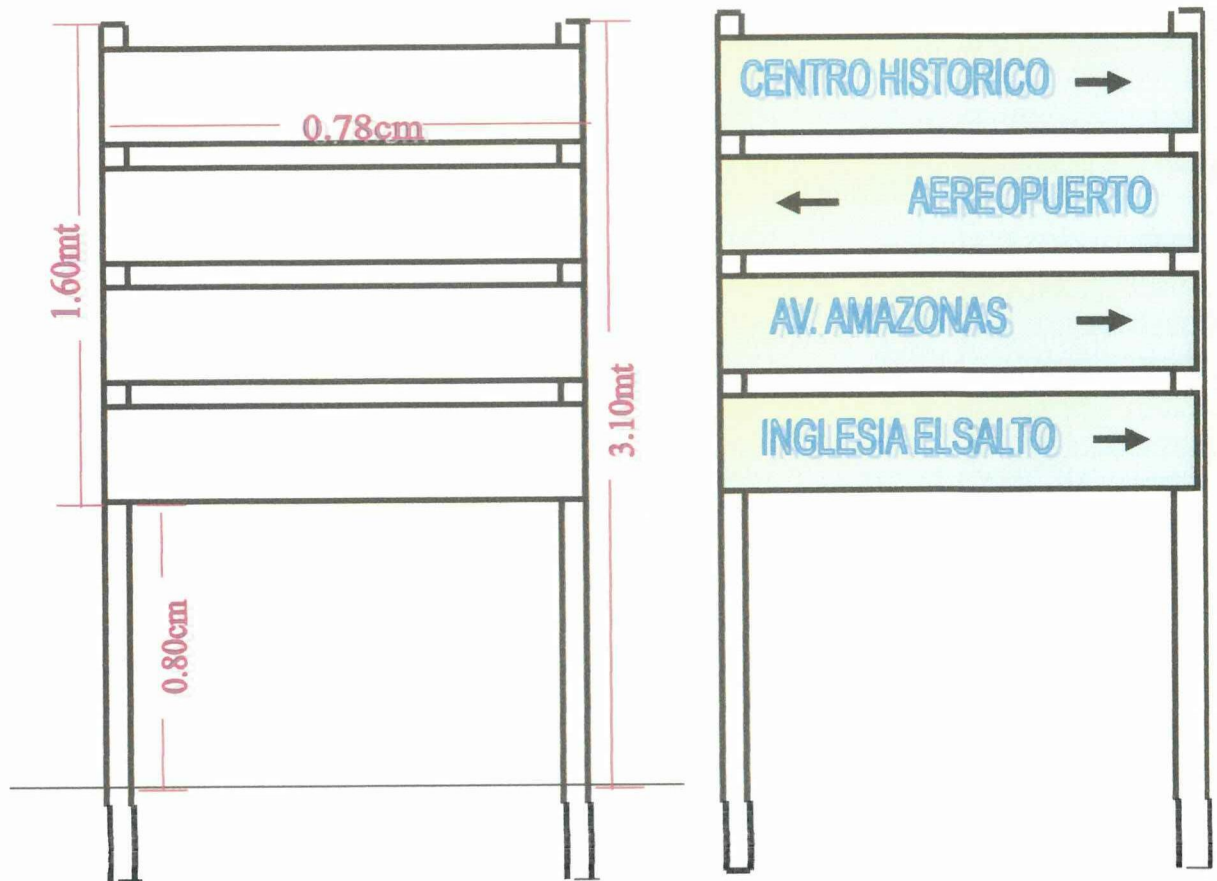 0.78cm
1.60mt
3.10mt
0.80cm
CENTRO HISTORICO
AEREOPUERTO
AV. AMAZONAS
INGLESIA ELSALTO